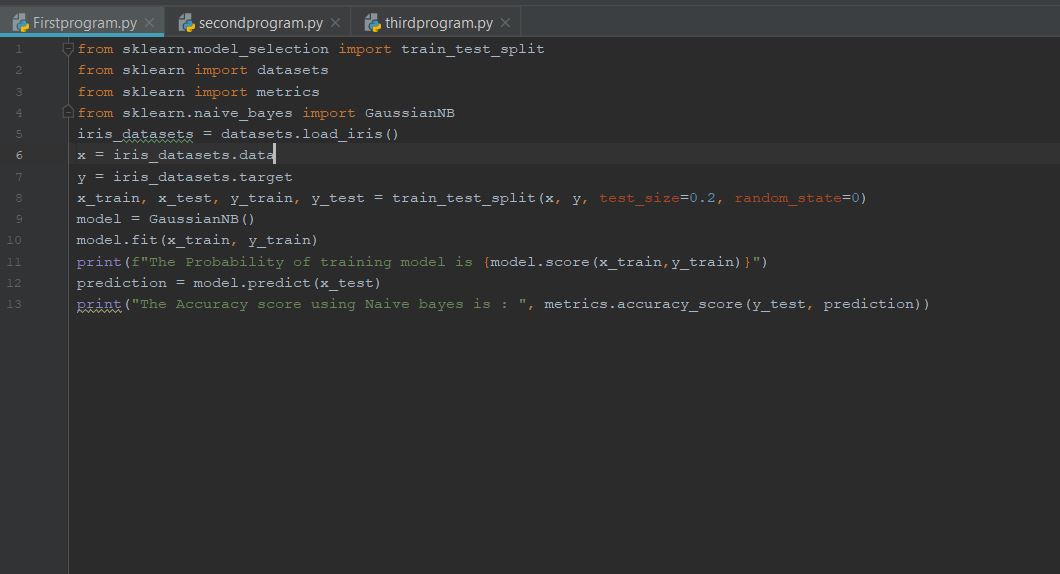 Firstprogram.py secondprogram.py thirdprogram.py
1 from sklearn.model_selection import train_test_split
2 from sklearn import datasets
3 from sklearn import metrics
4 from sklearn.naive_bayes import GaussianNB
5 iris_datasets = datasets.load_iris()
6 x = iris_datasets.data
7 y = iris_datasets.target
8 x_train, x_test, y_train, y_test = train_test_split(x, y, test_size=0.2, random_state=0)
9 model = GaussianNB()
10 model.fit(x_train, y_train)
11 print(f"The Probability of training model is {model.score(x_train,y_train)}")
12 prediction = model.predict(x_test)
13 print("The Accuracy score using Naive bayes is : ", metrics.accuracy_score(y_test, prediction))